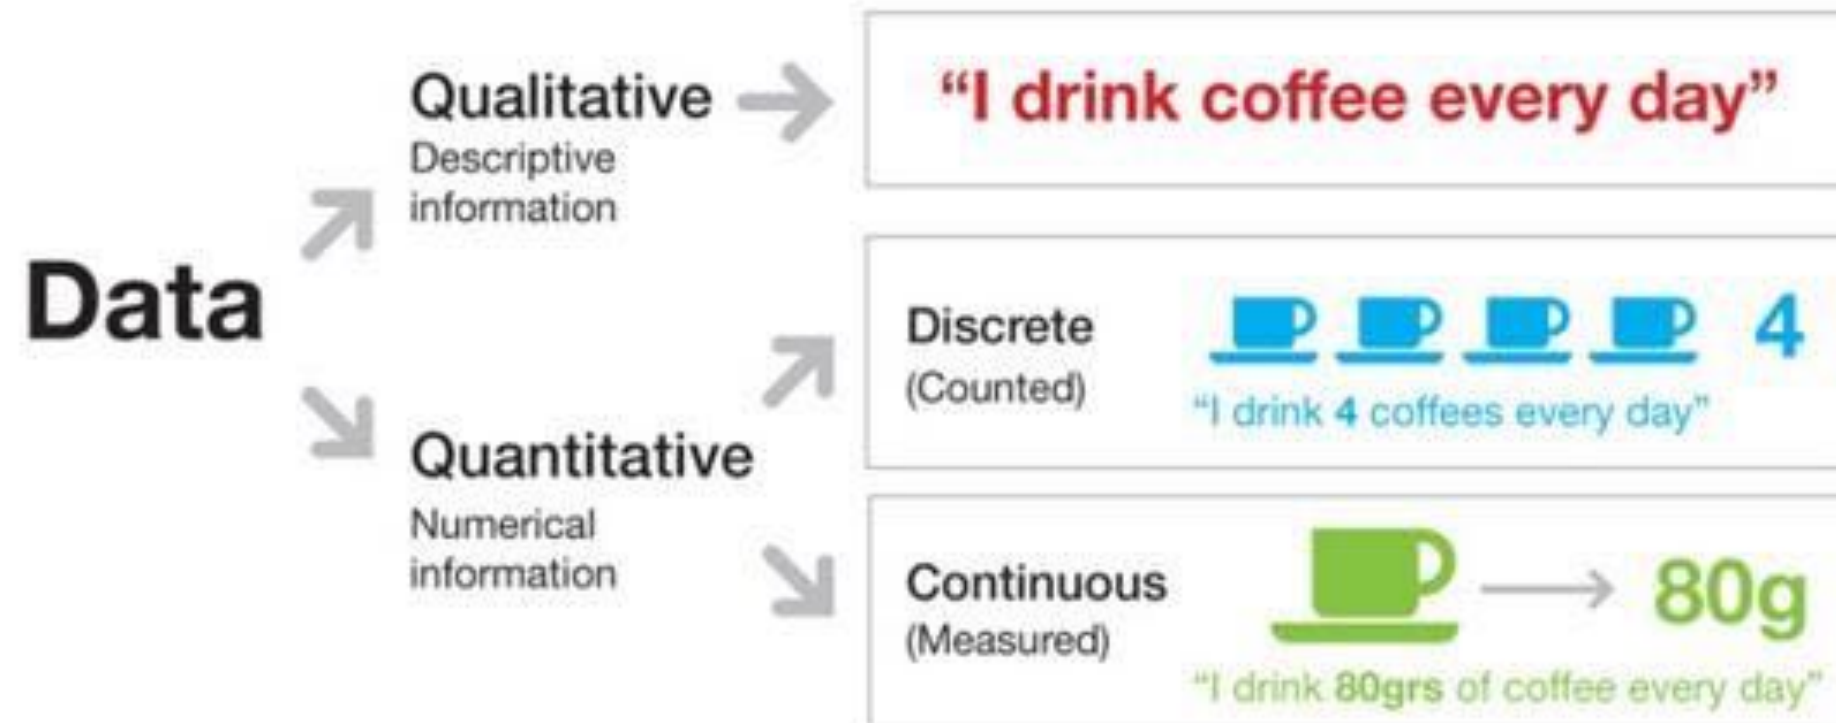 Data
Qualitative
Descriptive
information
“I drink coffee every day”
Quantitative
Numerical
information
Discrete
(Counted)
4
“I drink 4 coffees every day”
Continuous
(Measured)
80g
“I drink 80grs of coffee every day”